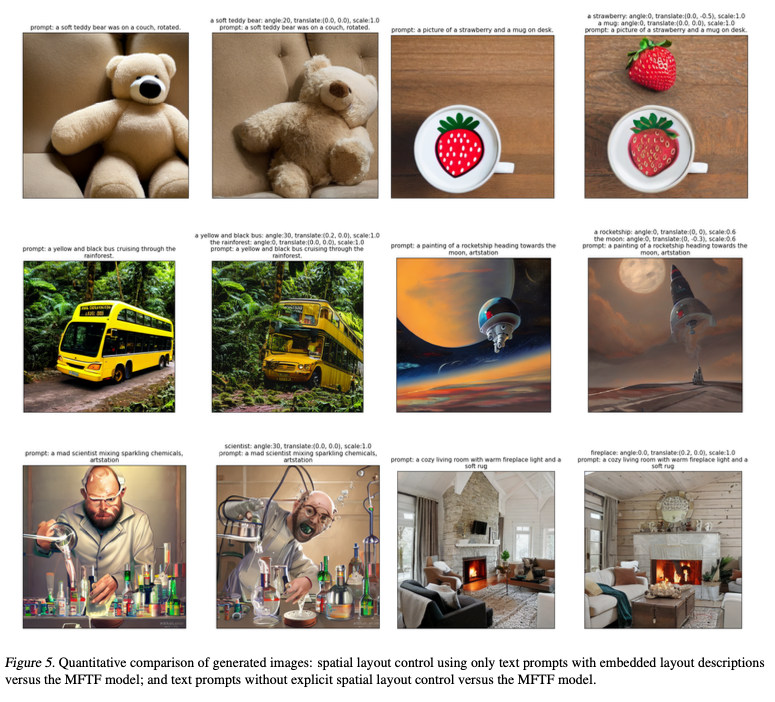 prompt: a soft teddy bear was on a couch, rotated.
a soft teddy bear: angle:20, translate:(0.0, 0.0), scale:1.0
prompt: a soft teddy bear was on a couch, rotated.
prompt: a picture of a strawberry and a mug on desk.
a strawberry: angle:0, translate:(0.0, -0.5), scale:1.0
a mug: angle:0, translate:(0.0, 0.0), scale:1.0
prompt: a picture of a strawberry and a mug on desk.
prompt: a yellow and black bus cruising through the
rainforest.
a yellow and black bus: angle:30, translate:(0.2, 0.0), scale:1.0
the rainforest: angle:0, translate:(0.0, 0.0), scale:1.0
prompt: a yellow and black bus cruising through the
rainforest.
prompt: a painting of a rocketship heading towards the
moon, artstation
a rocketship: angle:0, translate:(0, 0), scale:0.6
the moon: angle:0, translate:(0, -0.3), scale:0.6
prompt: a painting of a rocketship heading towards the
moon, artstation
prompt: a mad scientist mixing sparkling chemicals,
artstation
scientist: angle:30, translate:(0.0, 0.0), scale:1.0
prompt: a mad scientist mixing sparkling chemicals,
artstation
prompt: a cozy living room with warm fireplace light and a
soft rug
fireplace: angle:0.0, translate:(0.2, 0.0), scale:1.0
prompt: a cozy living room with warm fireplace light and a
soft rug
Figure 5. Quantitative comparison of generated images: spatial layout control using only text prompts with embedded layout descriptions
versus the MFTF model; and text prompts without explicit spatial layout control versus the MFTF model.